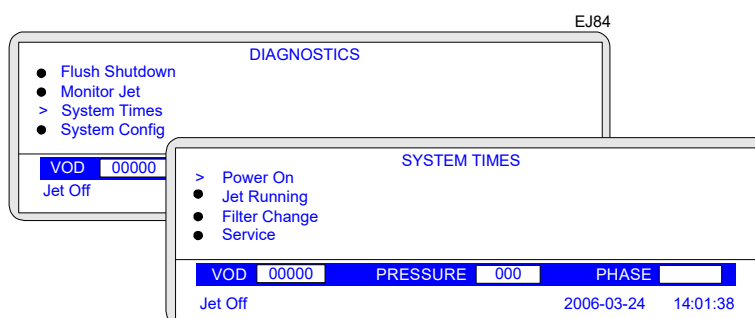 EJ84
DIAGNOSTICS
● Flush Shutdown
● Monitor Jet
> System Times
● System Config
VOD 00000
Jet Off
SYSTEM TIMES
> Power On
● Jet Running
● Filter Change
● Service
VOD 00000 PRESSURE 000 PHASE
Jet Off 2006-03-24 14:01:38